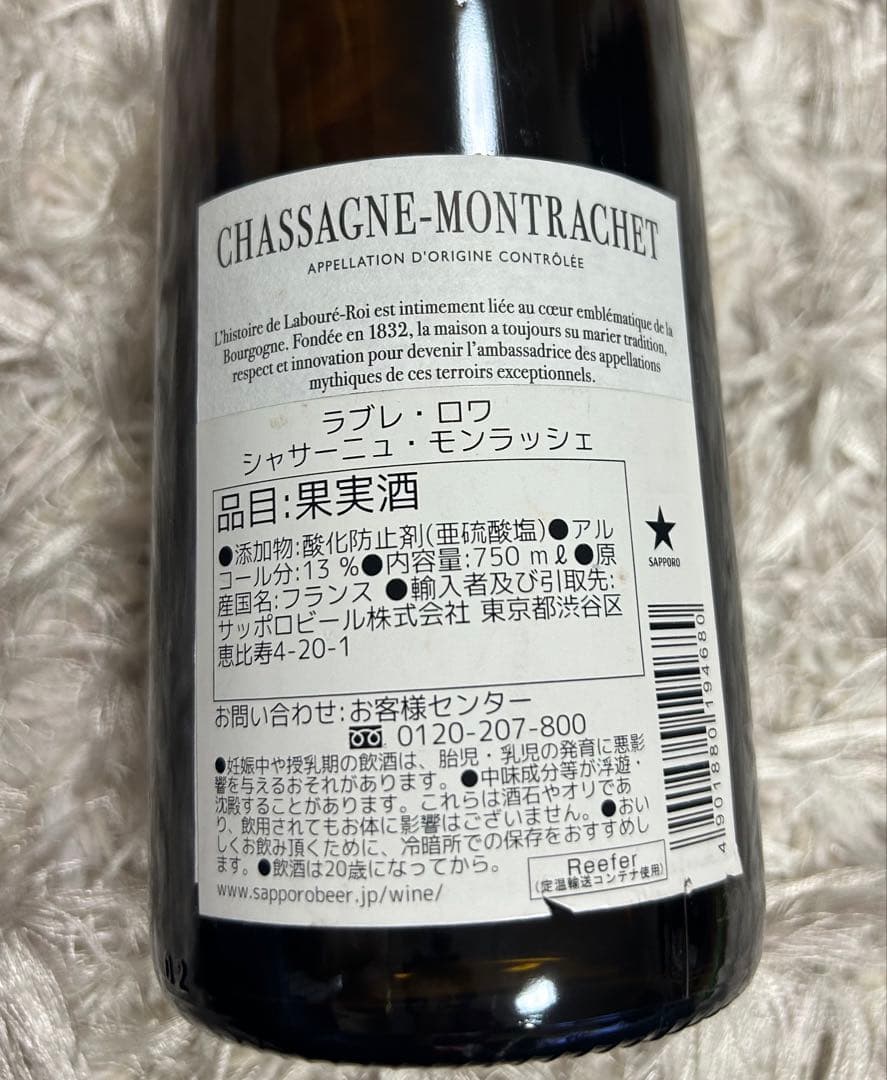 CHASSAGNE-MONTRACHET
APPELLATION D'ORIGINE CONTRÔLÉE
L'histoire de Labouré-Roi est intimement liée au cœur emblématique de la
Bourgogne. Fondée en 1832, la maison a toujours su marier tradition,
respect et innovation pour devenir l'ambassadrice des appellations
mythiques de ces terroirs exceptionnels.
ラブレ・ロワ
シャサーニュ・モンラッシェ
品目:果実酒
●添加物:酸化防止剤(亜硫酸塩)●アル
コール分:13 %●内容量:750 mℓ●原
産国名:フランス ●輸入者及び引取先:
サッポロビール株式会社 東京都渋谷区
恵比寿4-20-1
SAPPORO
4 901880 194680
お問い合わせ:お客様センター
0120-207-800
●妊娠中や授乳期の飲酒は、胎児・乳児の発育に悪影
響を与えるおそれがあります。●中味成分等が浮遊・
沈殿することがあります。これらは酒石やオリであ
り、飲用されてもお体に影響はございません。●おい
しくお飲み頂くために、冷暗所での保存をおすすめし
ます。●飲酒は20歳になってから。
www.sapporobeer.jp/wine/
Reefer
(定温輸送コンテナ使用)